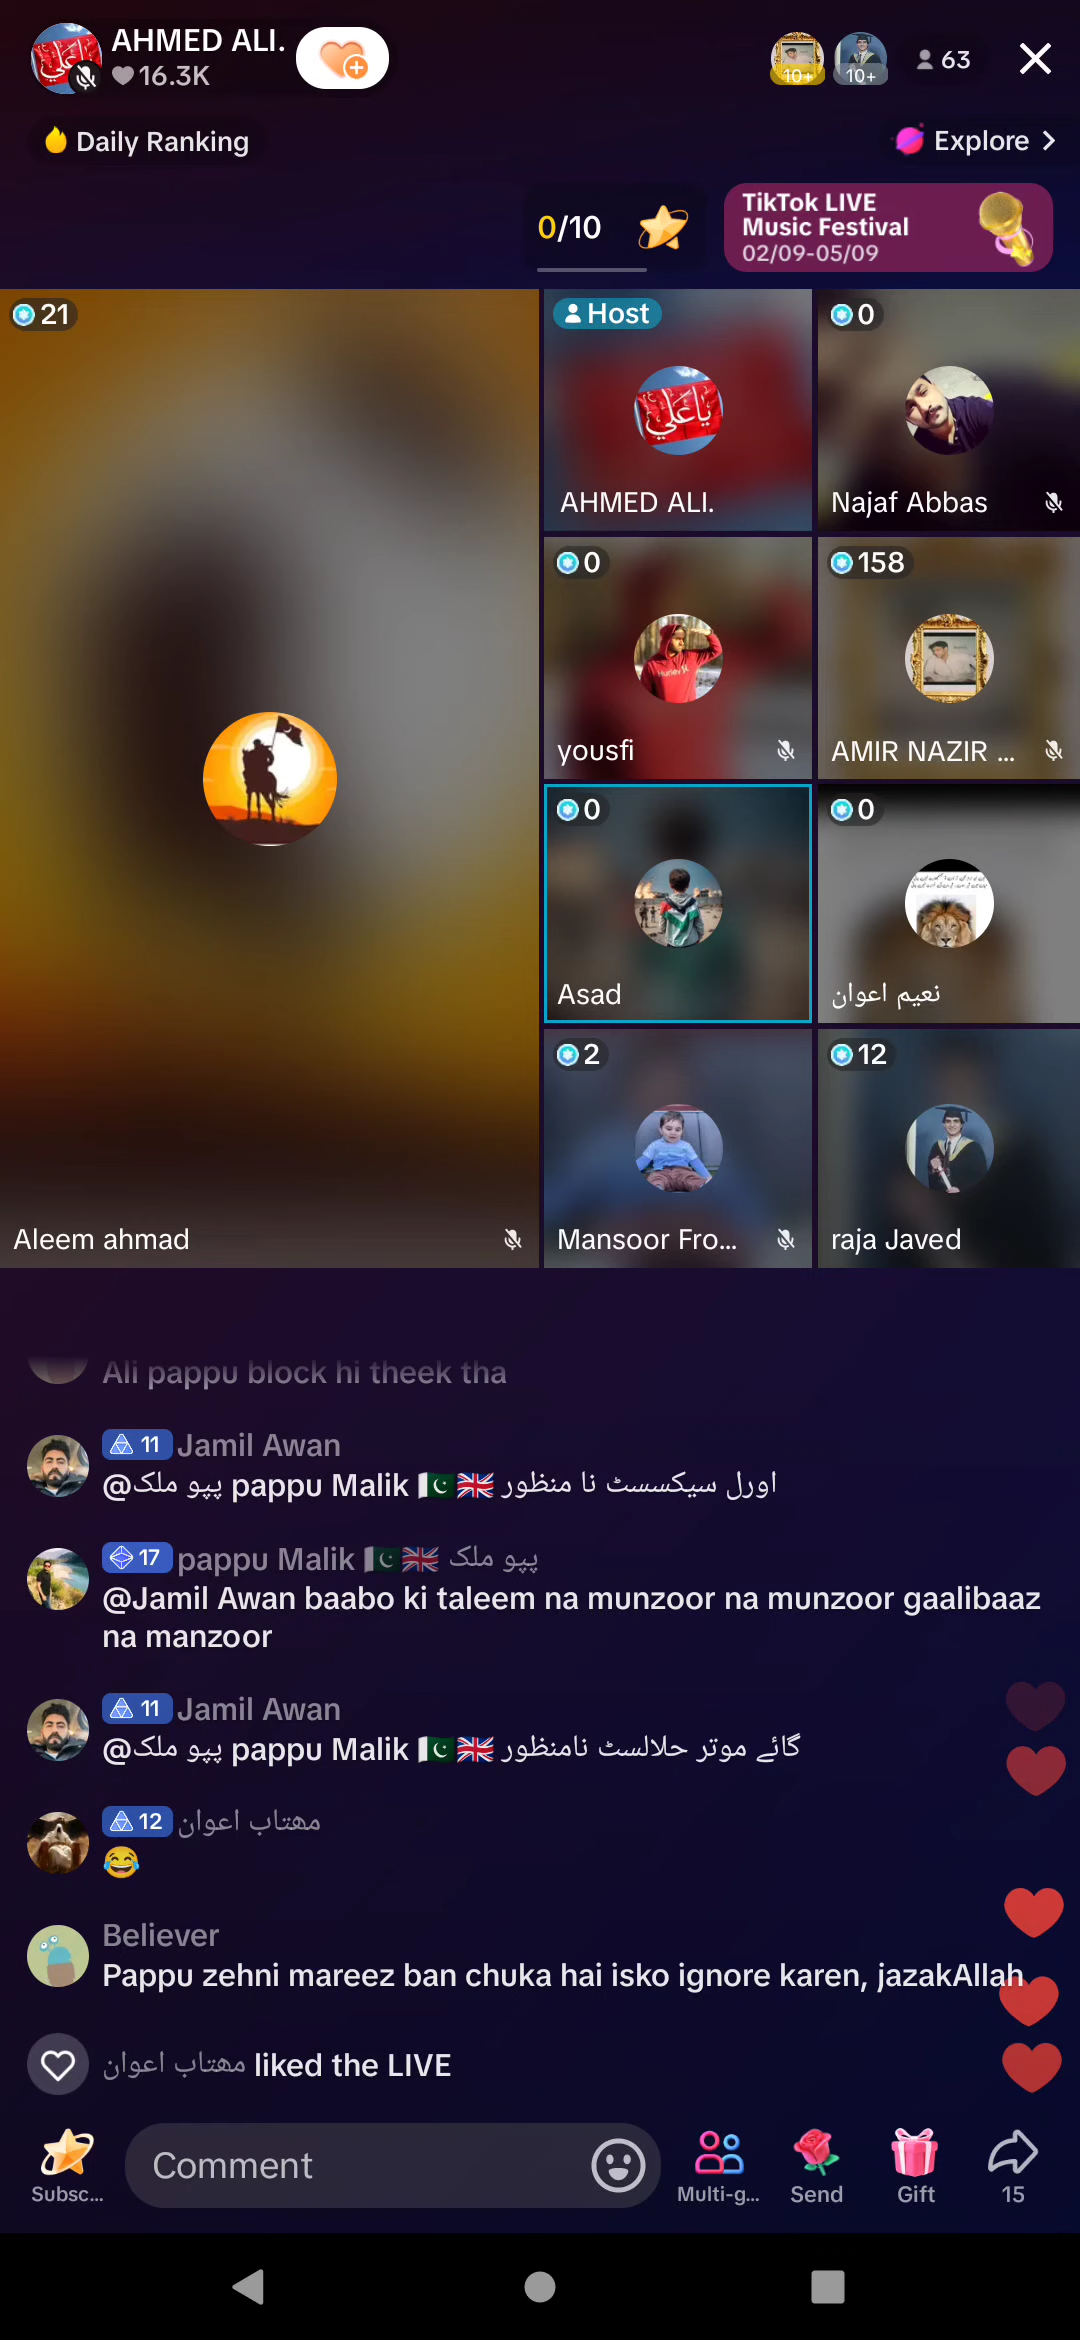 AHMED ALI.
16.3K
10+
10+
63
Daily Ranking
Explore
0/10
TikTok LIVE
Music Festival
02/09-05/09
21
Aleem ahmad
Host
ياعلي
AHMED ALI.
0
Najaf Abbas
0
yousfi
158
AMIR NAZIR ...
0
Asad
0
نعیم اعوان
2
Mansoor Fro...
12
raja Javed
Ali pappu block hi theek tha
11 Jamil Awan
@پپو ملک pappu Malik 🇵🇰🇬🇧 اورل سیکسسٹ نا منظور
17 pappu Malik 🇵🇰🇬🇧 پپو ملک
@Jamil Awan baabo ki taleem na munzoor na munzoor gaalibaaz
na manzoor
11 Jamil Awan
@پپو ملک pappu Malik 🇵🇰🇬🇧 گائے موتر حلالسٹ نامنظور
12 مهتاب اعوان
😂
Believer
Pappu zehni mareez ban chuka hai isko ignore karen, jazakAllah
مهتاب اعوان liked the LIVE
Subsc...
Comment
Multi-g...
Send
Gift
15